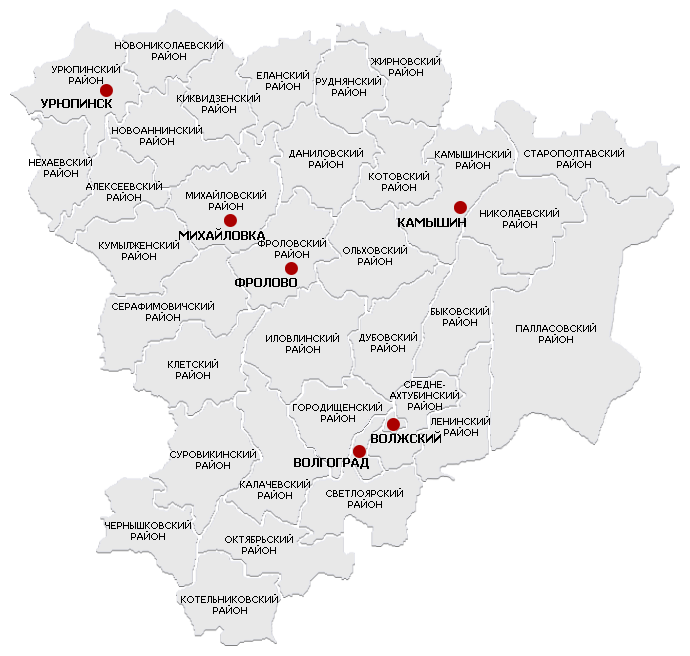 НОВОНИКОЛАЕВСКИЙ
РАЙОН
УРЮПИНСКИЙ
РАЙОН
УРЮПИНСК
ЕЛАНСКИЙ
РАЙОН
РУДНЯНСКИЙ
РАЙОН
ЖИРНОВСКИЙ
РАЙОН
КИКВИДЗЕНСКИЙ
РАЙОН
НОВОАННИНСКИЙ
РАЙОН
НЕХАЕВСКИЙ
РАЙОН
АЛЕКСЕЕВСКИЙ
РАЙОН
ДАНИЛОВСКИЙ
РАЙОН
КОТОВСКИЙ
РАЙОН
КАМЫШИНСКИЙ
РАЙОН
СТАРОПОЛТАВСКИЙ
РАЙОН
МИХАЙЛОВСКИЙ
РАЙОН
МИХАЙЛОВКА
КАМЫШИН
НИКОЛАЕВСКИЙ
РАЙОН
КУМЫЛЖЕНСКИЙ
РАЙОН
ФРОЛОВСКИЙ
РАЙОН
ФРОЛОВО
ОЛЬХОВСКИЙ
РАЙОН
СЕРАФИМОВИЧСКИЙ
РАЙОН
ИЛОВЛИНСКИЙ
РАЙОН
ДУБОВСКИЙ
РАЙОН
БЫКОВСКИЙ
РАЙОН
ПАЛЛАСОВСКИЙ
РАЙОН
КЛЕТСКИЙ
РАЙОН
СРЕДНЕ-
АХТУБИНСКИЙ
РАЙОН
ГОРОДИЩЕНСКИЙ
РАЙОН
ЛЕНИНСКИЙ
РАЙОН
ВОЛЖСКИЙ
ВОЛГОГРАД
СУРОВИКИНСКИЙ
РАЙОН
КАЛАЧЕВСКИЙ
РАЙОН
СВЕТЛОЯРСКИЙ
РАЙОН
ЧЕРНЫШКОВСКИЙ
РАЙОН
ОКТЯБРЬСКИЙ
РАЙОН
КОТЕЛЬНИКОВСКИЙ
РАЙОН